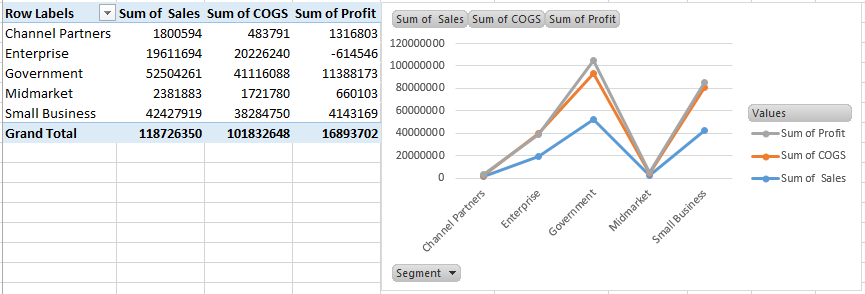 Row Labels Sum of  Sales Sum of COGS Sum of Profit
Channel Partners 1800594 483791 1316803
Enterprise 19611694 20226240 -614546
Government 52504261 41116088 11388173
Midmarket 2381883 1721780 660103
Small Business 42427919 38284750 4143169
Grand Total 118726350 101832648 16893702
Sum of  Sales Sum of COGS Sum of Profit
120000000
100000000
80000000
60000000
40000000
20000000
0
Channel Partners
Enterprise
Government
Midmarket
Small Business
Values
Sum of Profit
Sum of COGS
Sum of  Sales
Segment